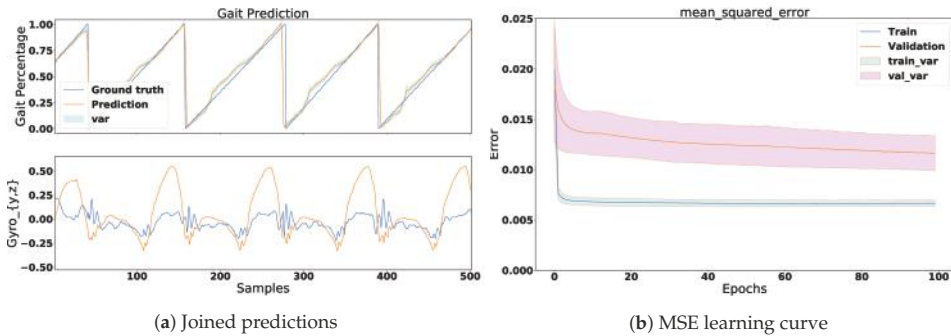 Gait Prediction
Gait Percentage
1.00
0.75
0.50
0.25
0.00
Ground truth
Prediction
var
Gyro_{y,z}
0.50
0.25
0.00
−0.25
−0.50
100 200 300 400 500
Samples
(a) Joined predictions
mean_squared_error
Error
0.025
0.020
0.015
0.010
0.005
0.000
Train
Validation
train_var
val_var
0 20 40 60 80 100
Epochs
(b) MSE learning curve